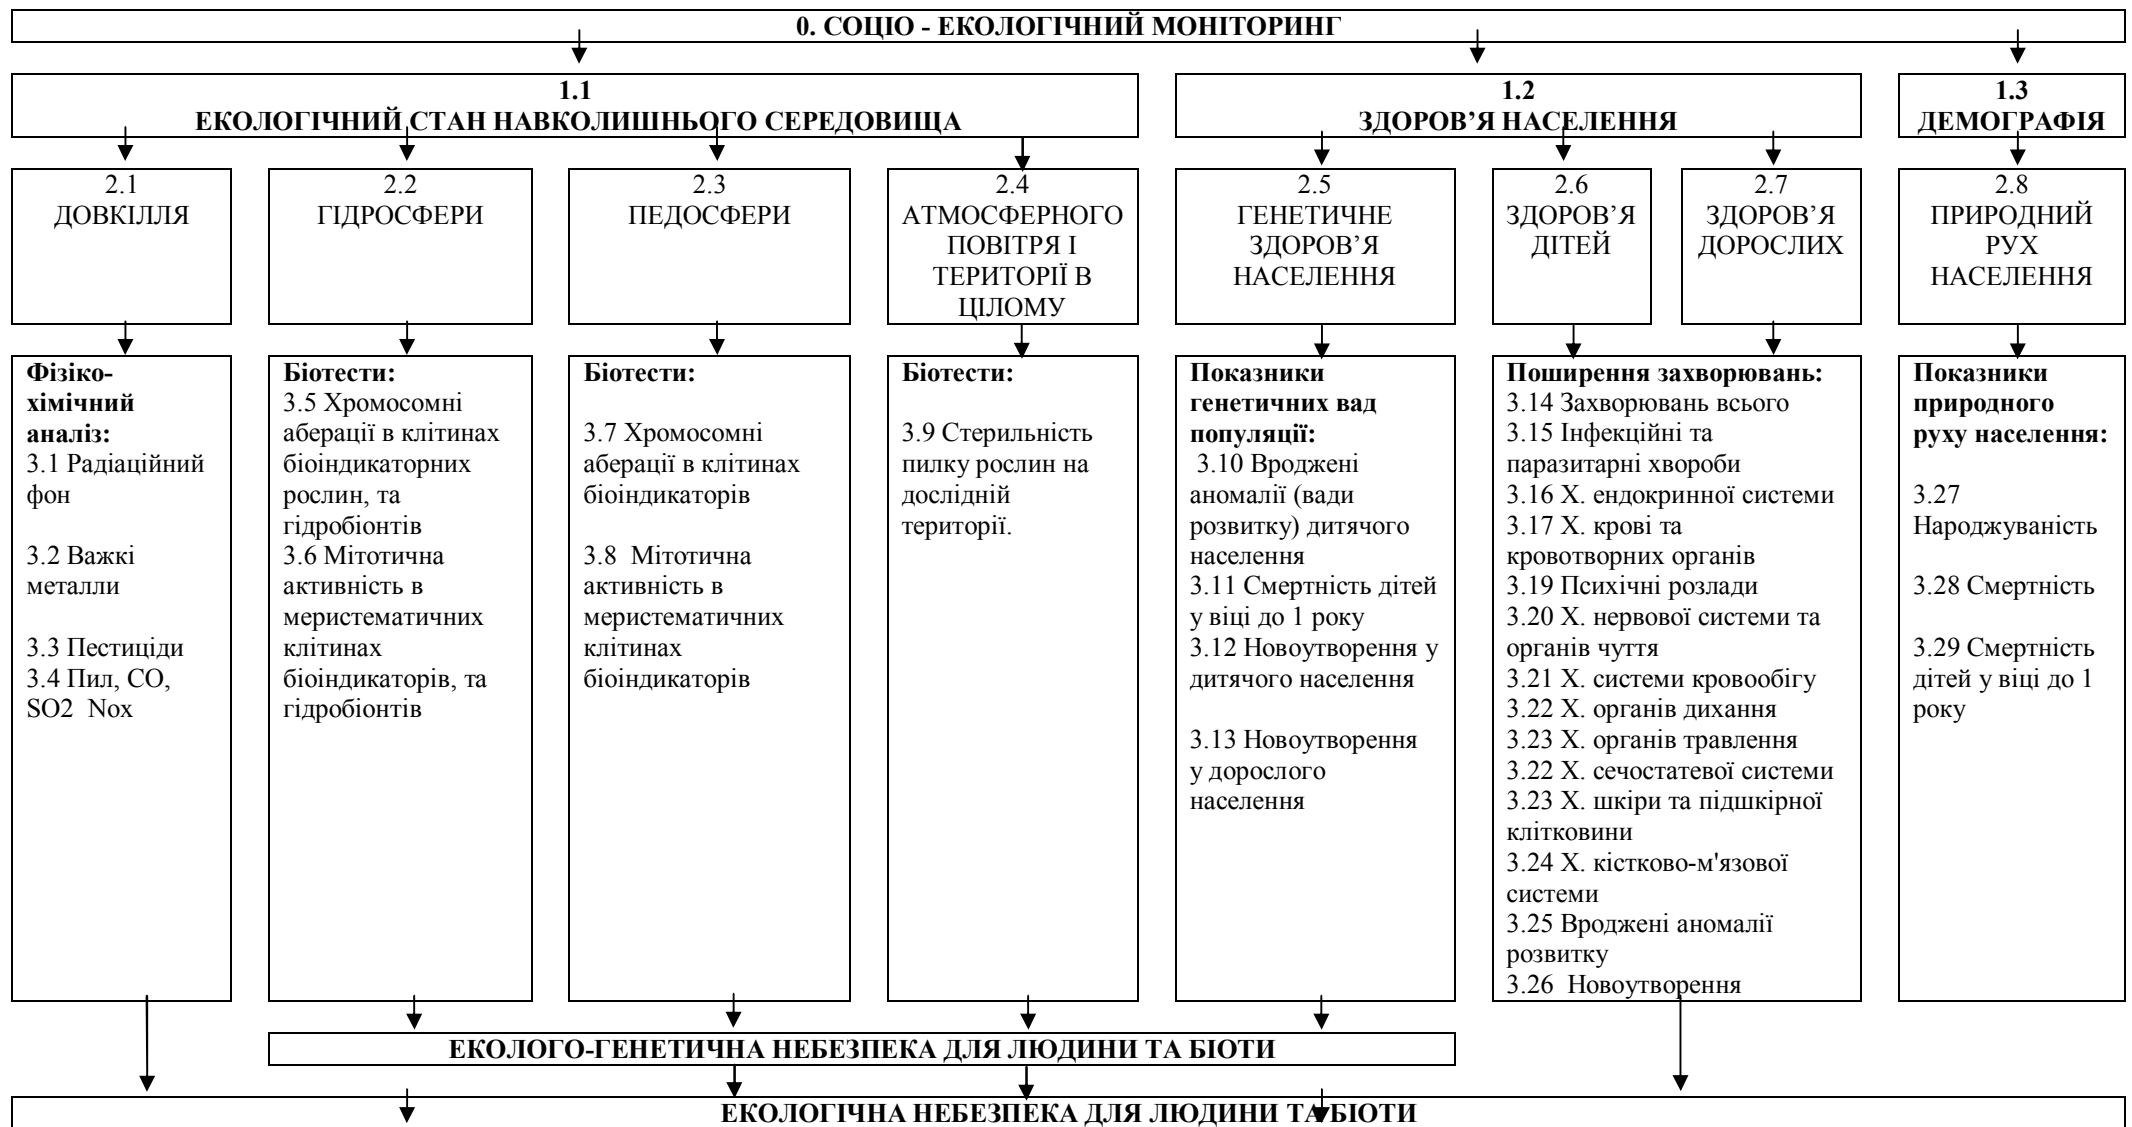 0. СОЦІО - ЕКОЛОГІЧНИЙ МОНІТОРИНГ
1.1
ЕКОЛОГІЧНИЙ СТАН НАВКОЛИШНЬОГО СЕРЕДОВИЩА
1.2
ЗДОРОВ’Я НАСЕЛЕННЯ
1.3
ДЕМОГРАФІЯ
2.1
ДОВКІЛЛЯ
2.2
ГІДРОСФЕРИ
2.3
ПЕДОСФЕРИ
2.4
АТМОСФЕРНОГО
ПОВІТРЯ І
ТЕРИТОРІЇ В
ЦІЛОМУ
2.5
ГЕНЕТИЧНЕ
ЗДОРОВ’Я
НАСЕЛЕННЯ
2.6
ЗДОРОВ’Я
ДІТЕЙ
2.7
ЗДОРОВ’Я
ДОРОСЛИХ
2.8
ПРИРОДНИЙ
РУХ
НАСЕЛЕННЯ
Фізіко-
хімічний
аналіз:
3.1 Радіаційний
фон
3.2 Важкі
металли
3.3 Пестициди
3.4 Пил, СО,
SO2 Nox
Біотести:
3.5 Хромосомні
аберації в клітинах
біоіндикаторних
рослин, та
гідробіонтів
3.6 Мітотична
активність в
меристематичних
клітинах
біоіндикаторів, та
гідробіонтів
Біотести:
3.7 Хромосомні
аберації в клітинах
біоіндикаторів
3.8 Мітотична
активність в
меристематичних
клітинах
біоіндикаторів
Біотести:
3.9 Стерильність
пилку рослин на
дослідній
території.
Показники
генетичних вад
популяції:
3.10 Вроджені
аномалії (вади
розвитку) дитячого
населення
3.11 Смертність дітей
у віці до 1 року
3.12 Новоутворення у
дитячого населення
3.13 Новоутворення
у дорослого
населення
Поширення захворювань:
3.14 Захворювань всього
3.15 Інфекційні та
паразитарні хвороби
3.16 Х. ендокринної системи
3.17 Х. крові та
кровотворних органів
3.19 Психічні розлади
3.20 Х. нервової системи та
органів чуття
3.21 Х. системи кровообігу
3.22 Х. органів дихання
3.23 Х. органів травлення
3.22 Х. сечостатевої системи
3.23 Х. шкіри та підшкірної
клітковини
3.24 Х. кістково-м'язової
системи
3.25 Вроджені аномалії
розвитку
3.26 Новоутворення
Показники
природного
руху населення:
3.27
Народжуваність
3.28 Смертність
3.29 Смертність
дітей у віці до 1
року
ЕКОЛОГО-ГЕНЕТИЧНА НЕБЕЗПЕКА ДЛЯ ЛЮДИНИ ТА БІОТИ
ЕКОЛОГІЧНА НЕБЕЗПЕКА ДЛЯ ЛЮДИНИ ТА БІОТИ